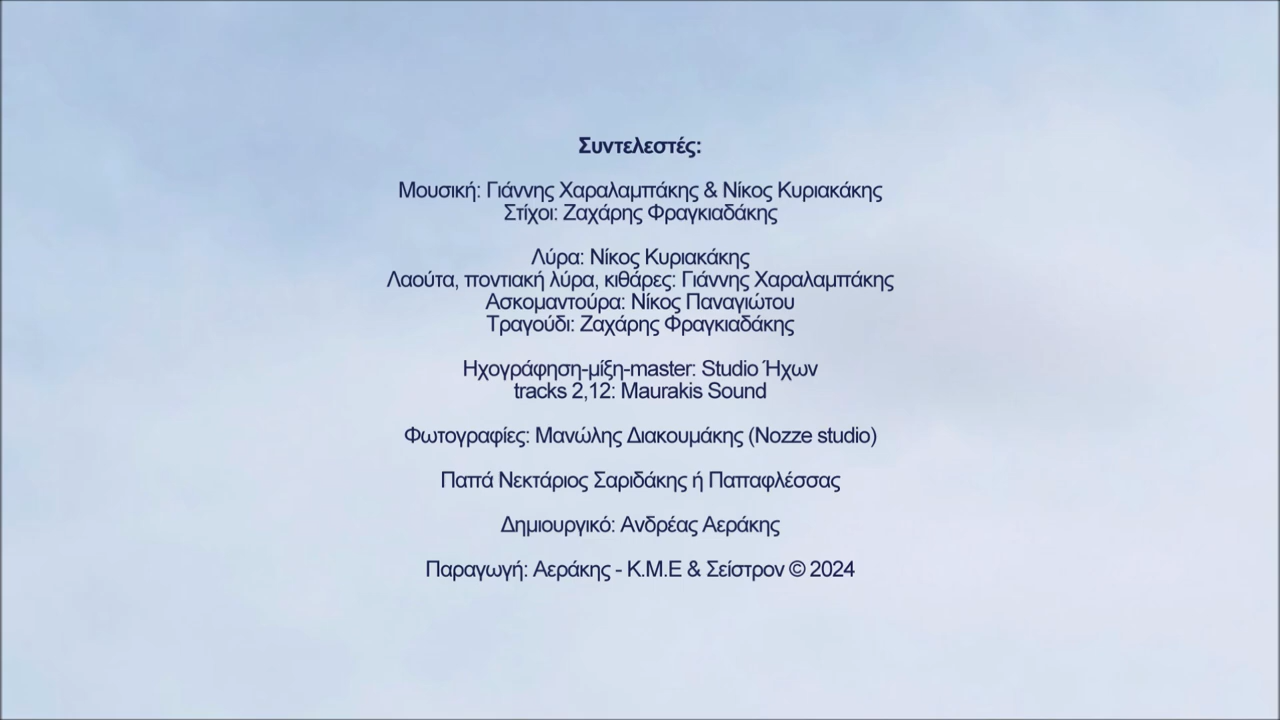 Συντελεστές:
Μουσική: Γιάννης Χαραλαμπάκης & Νίκος Κυριακάκης
Στίχοι: Ζαχάρης Φραγκιαδάκης
Λύρα: Νίκος Κυριακάκης
Λαούτα, ποντιακή λύρα, κιθάρες: Γιάννης Χαραλαμπάκης
Ασκομαντούρα: Νίκος Παναγιώτου
Τραγούδι: Ζαχάρης Φραγκιαδάκης
Ηχογράφηση-μίξη-master: Studio Ήχων
tracks 2,12: Maurakis Sound
Φωτογραφίες: Μανώλης Διακουμάκης (Nozze studio)
Παπά Νεκτάριος Σαριδάκης ή Παπαφλέσσας
Δημιουργικό: Ανδρέας Αεράκης
Παραγωγή: Αεράκης - Κ.Μ.Ε & Σείστρον © 2024